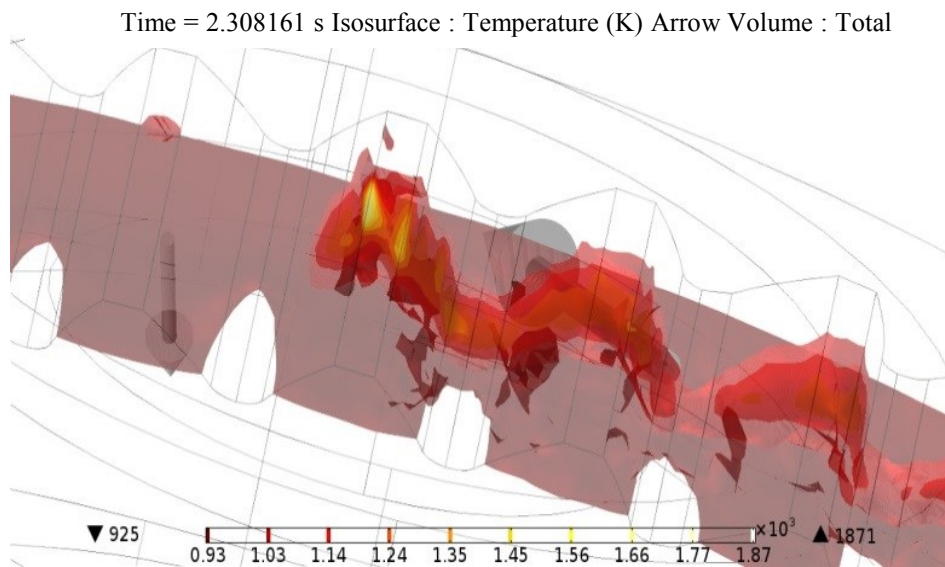 Time = 2.308161 s Isosurface : Temperature (K) Arrow Volume : Total
▼ 925
×10³
▲ 1871
0.93 1.03 1.14 1.24 1.35 1.45 1.56 1.66 1.77 1.87